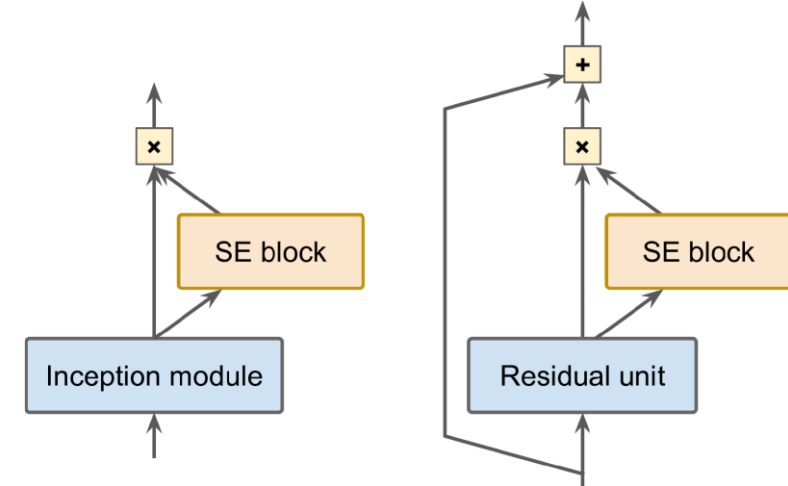 +
×
×
SE block
SE block
Inception module
Residual unit